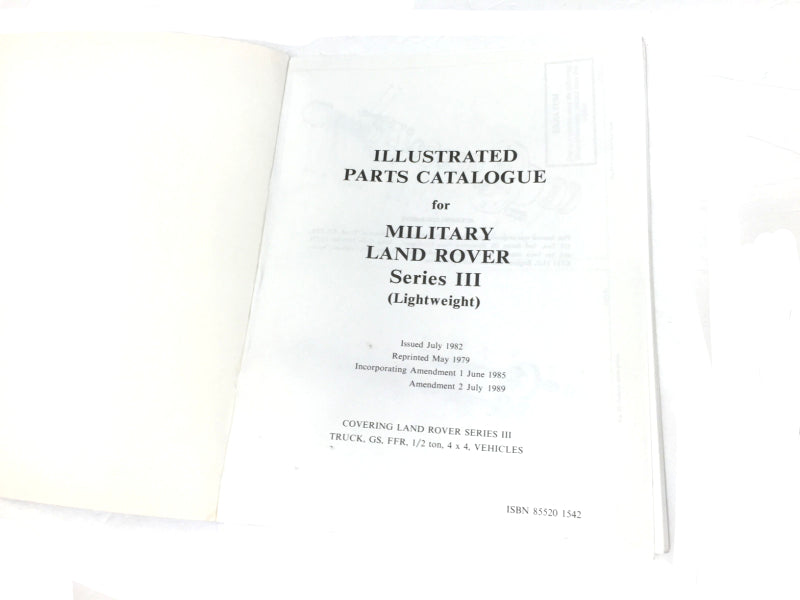 ILLUSTRATED
PARTS CATALOGUE
for
MILITARY
LAND ROVER
Series III
(Lightweight)
Issued July 1982
Reprinted May 1979
Incorporating Amendment 1 June 1985
Amendment 2 July 1989
COVERING LAND ROVER SERIES III
TRUCK, GS, FFR, 1/2 ton, 4 x 4, VEHICLES
ISBN 85520 1542